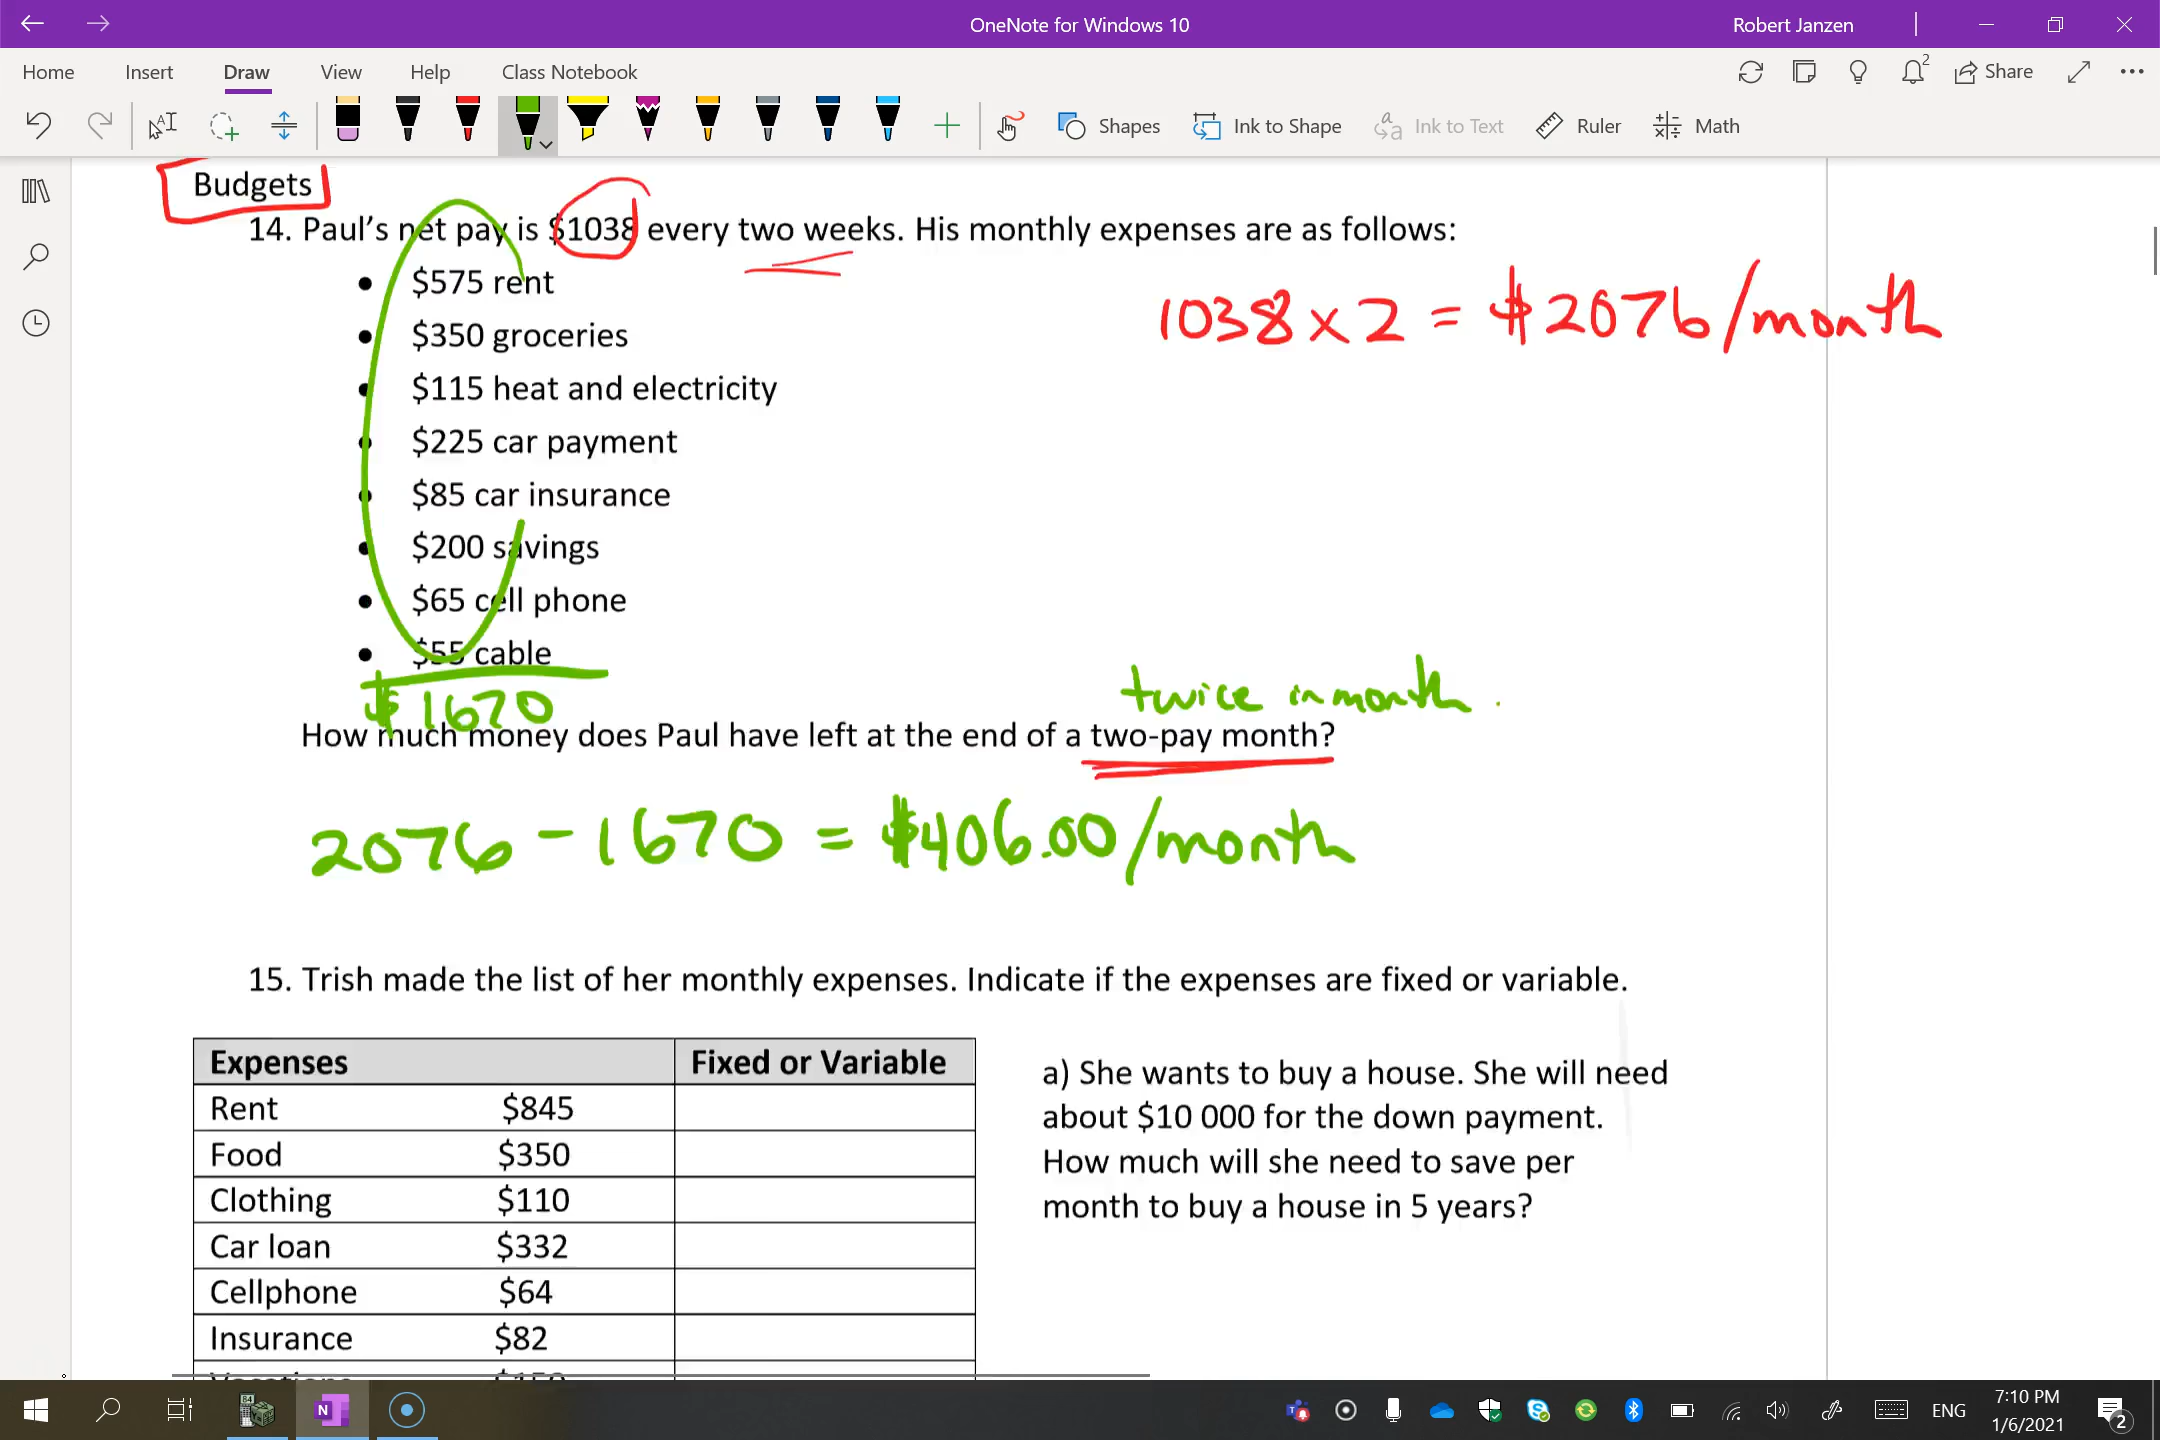 OneNote for Windows 10
Robert Janzen
Home Insert Draw View Help Class Notebook
2 Share
Shapes Ink to Shape Ink to Text Ruler Math
Budgets
14. Paul's net pay is $1038 every two weeks. His monthly expenses are as follows:
• $575 rent
1038 x 2 = $2076/month
• $350 groceries
• $115 heat and electricity
• $225 car payment
• $85 car insurance
• $200 savings
• $65 cell phone
• $55 cable
$1670
twice in month.
How much money does Paul have left at the end of a two-pay month?
2076 - 1670 = $406.00/month
15. Trish made the list of her monthly expenses. Indicate if the expenses are fixed or variable.
Expenses Fixed or Variable
Rent $845
Food $350
Clothing $110
Car loan $332
Cellphone $64
Insurance $82
a) She wants to buy a house. She will need
about $10 000 for the down payment.
How much will she need to save per
month to buy a house in 5 years?
ENG
7:10 PM
1/6/2021
2